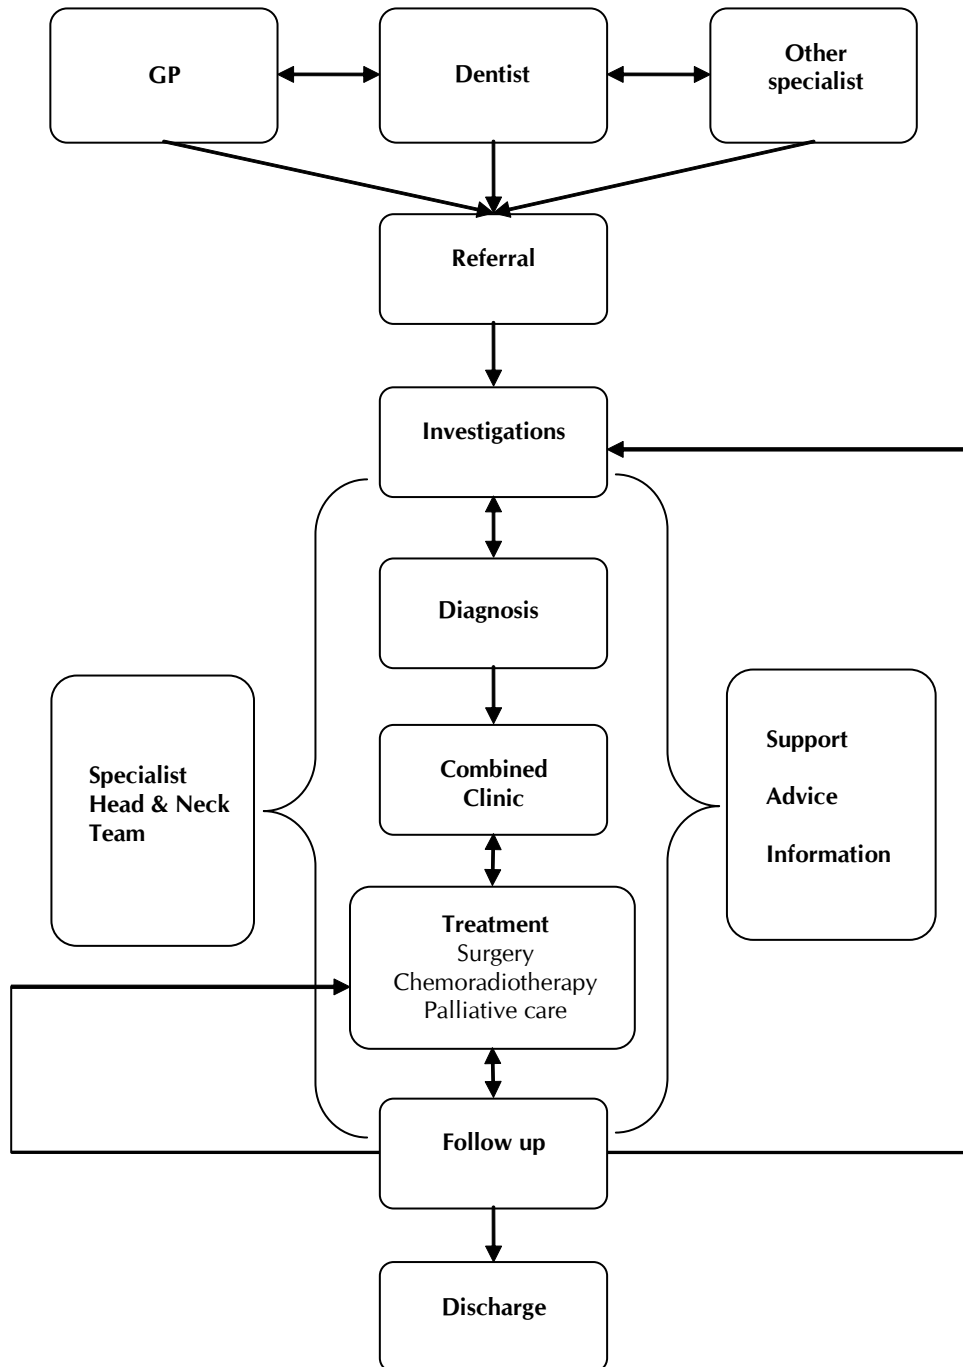 GP
Dentist
Other
specialist
Referral
Investigations
Diagnosis
Combined
Clinic
Specialist
Head & Neck
Team
Support
Advice
Information
Treatment
Surgery
Chemoradiotherapy
Palliative care
Follow up
Discharge